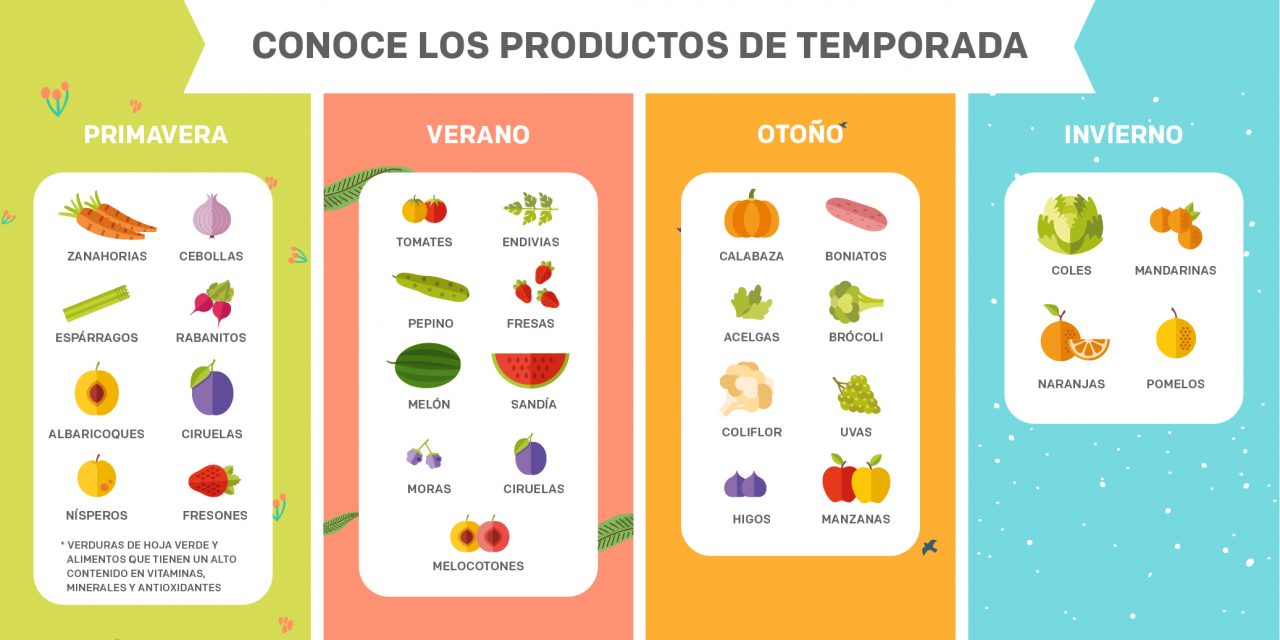 CONOCE LOS PRODUCTOS DE TEMPORADA
PRIMAVERA
ZANAHORIAS
CEBOLLAS
ESPÁRRAGOS
RABANITOS
ALBARICOQUES
CIRUELAS
NÍSPEROS
FRESONES
* VERDURAS DE HOJA VERDE Y
ALIMENTOS QUE TIENEN UN ALTO
CONTENIDO EN VITAMINAS,
MINERALES Y ANTIOXIDANTES
VERANO
TOMATES
ENDIVIAS
PEPINO
FRESAS
MELÓN
SANDÍA
MORAS
CIRUELAS
MELOCOTONES
OTOÑO
CALABAZA
BONIATOS
ACELGAS
BRÓCOLI
COLIFLOR
UVAS
HIGOS
MANZANAS
INVIERNO
COLES
MANDARINAS
NARANJAS
POMELOS